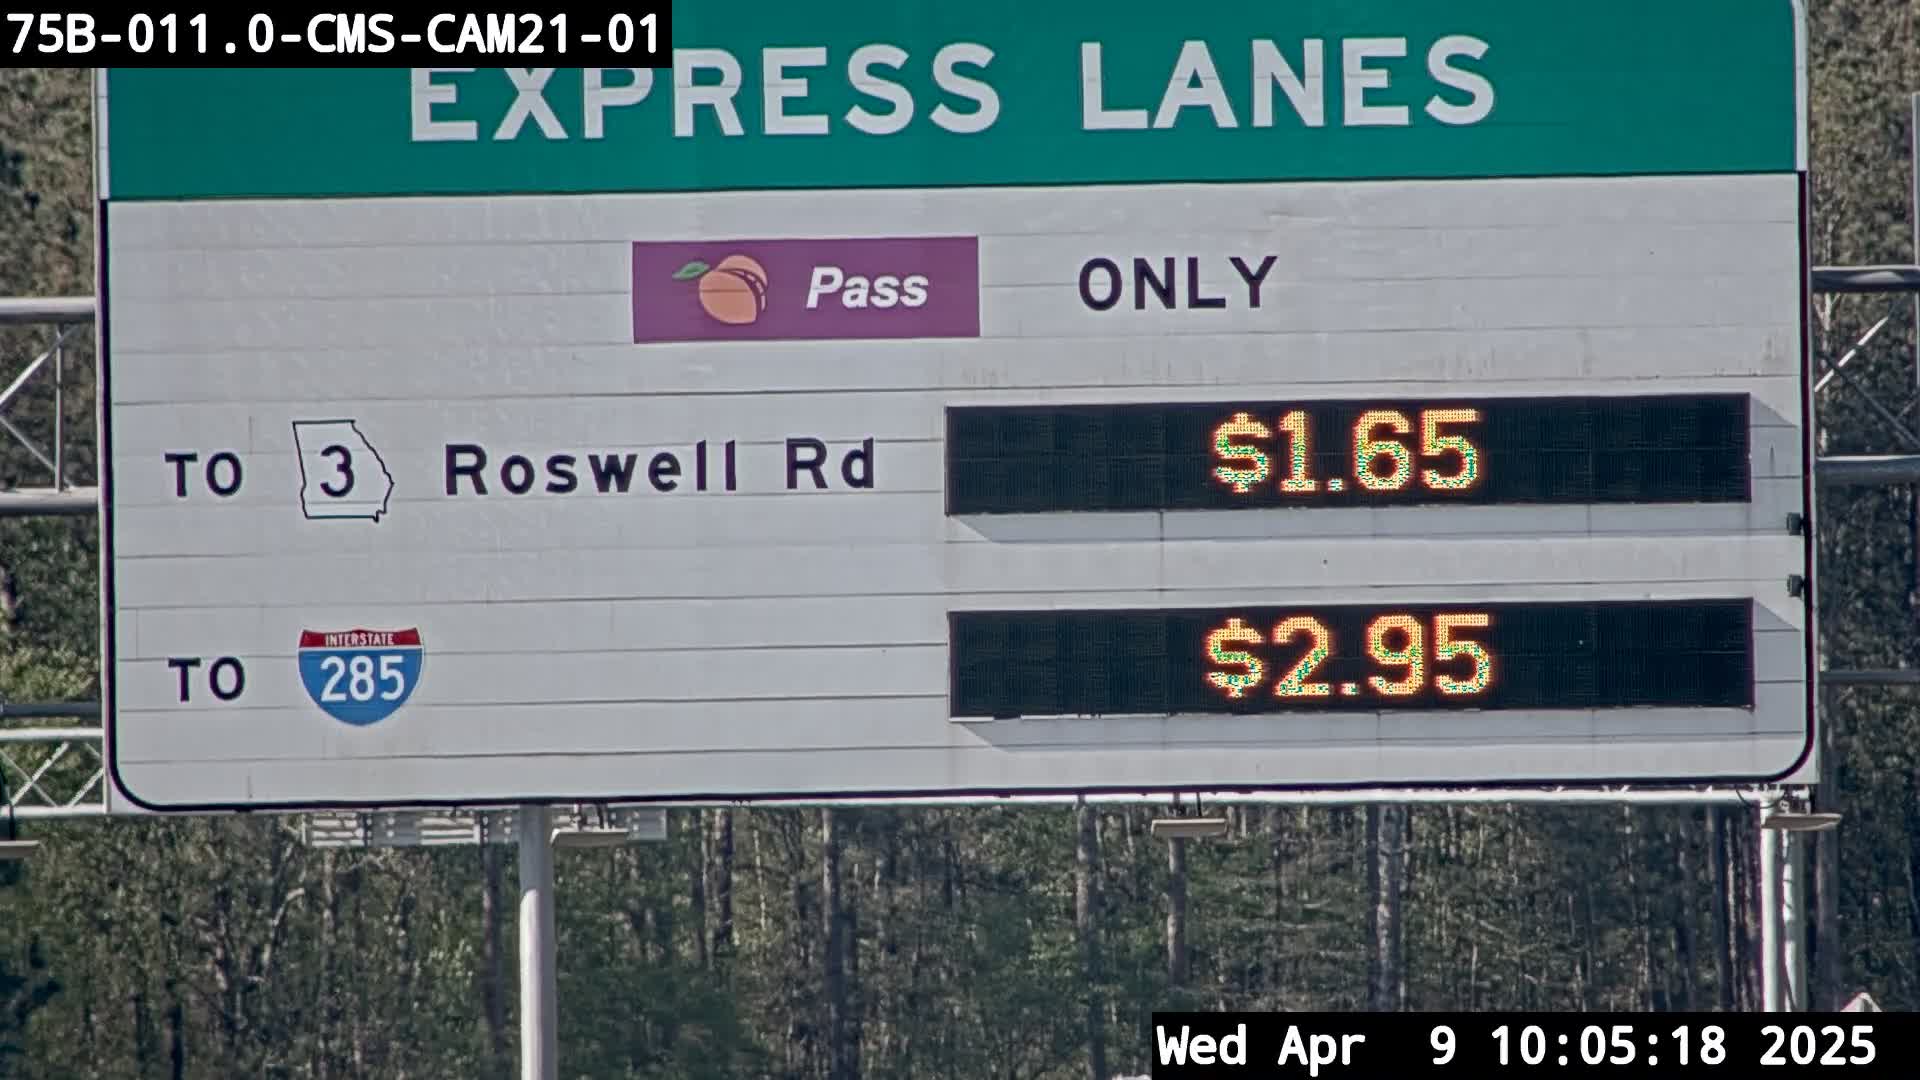 75B-011.0-CMS-CAM21-01
EXPRESS LANES
Pass ONLY
TO 3 Roswell Rd $1.65
TO INTERSTATE 285 $2.95
Wed Apr 9 10:05:18 2025